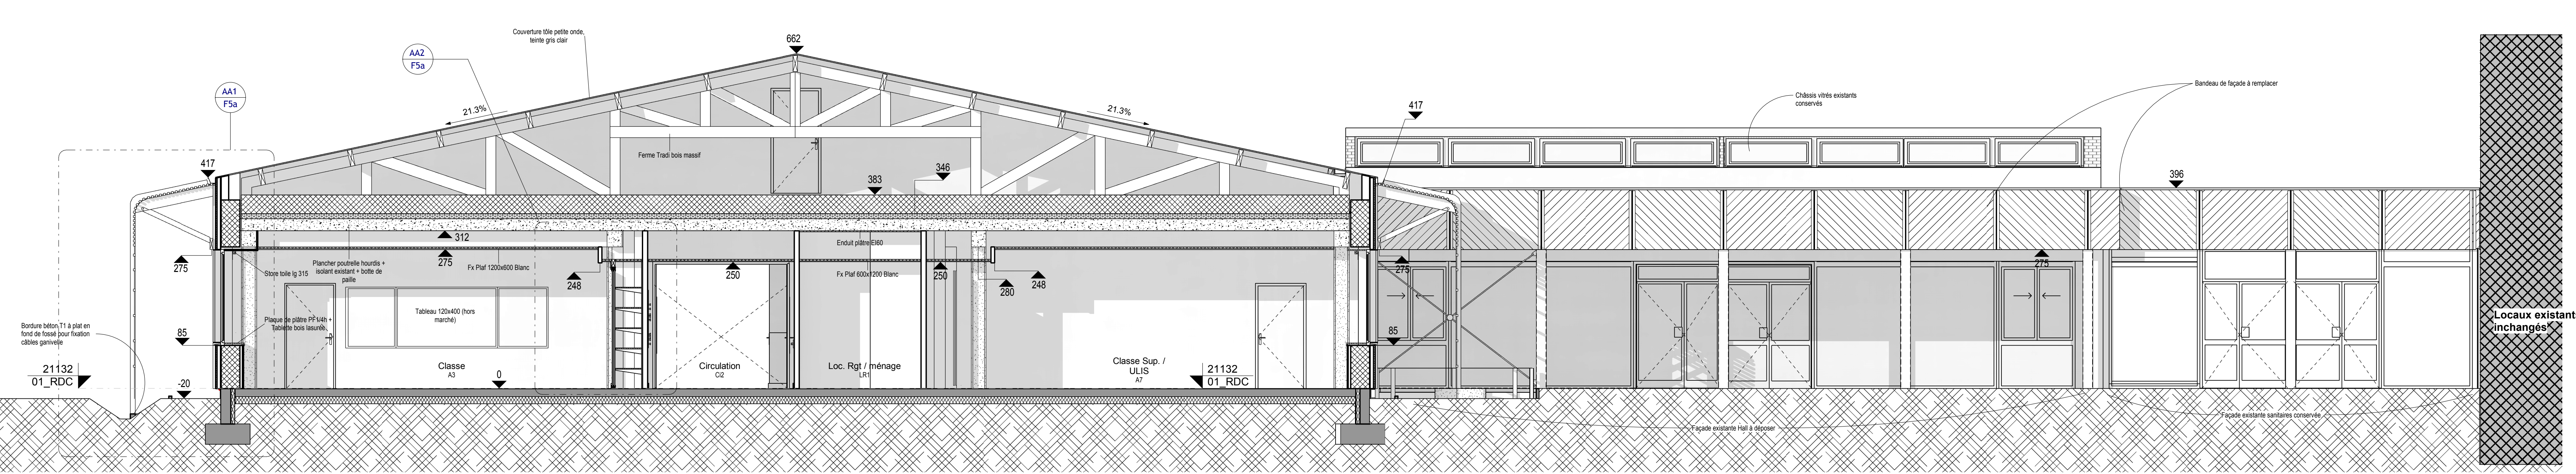 Couverture tôle petite onde,
teinte gris clair
662
AA2
F5a
AA1
F5a
21.3%
21.3%
Châssis vitrés existants
conservés
Bandeau de façade à remplacer
417
417
Ferme Tradi bois massif
346
383
396
312
275
275
Fx Plaf 1200x600 Blanc
248
Enduit plâtre EI60
250
Fx Plaf 600x1200 Blanc
250
280
248
275
275
Store toile lg 315
Plancher poutrelle hourdis +
isolant existant + botte de
paille
Tableau 120x400 (hors
marché)
Plaque de plâtre PF1/4h +
Tablette bois lasurée
Bordure béton T1 à plat en
fond de fossé pour fixation
câbles ganivelle
85
85
Locaux existant
inchangés
Classe
A3
Circulation
Ci2
Loc. Rgt / ménage
LR1
Classe Sup. /
ULIS
A7
21132
01_RDC
21132
01_RDC
-20
0
Façade existante sanitaires conservée
Façade existante Hall à déposer